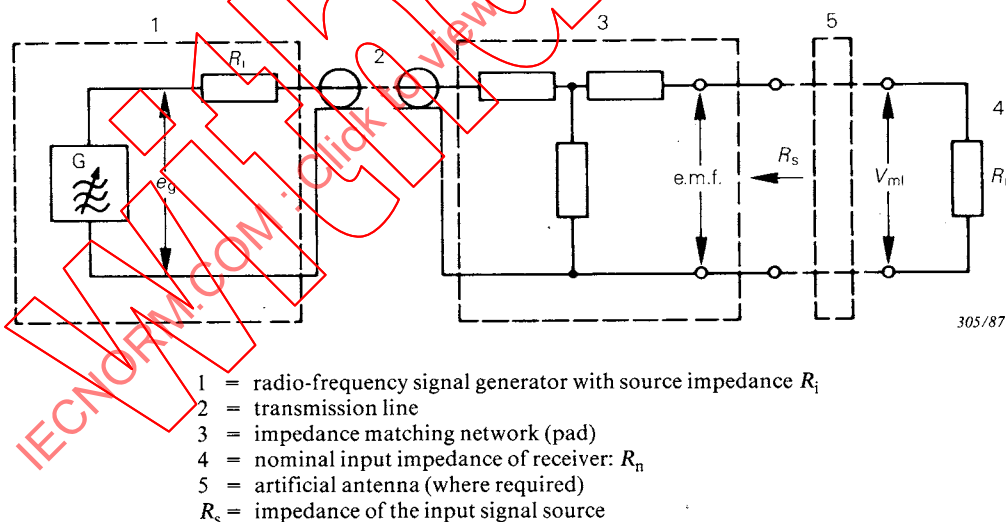 1
2
3
5
4
R_i
G
e_g
e.m.f.
R_s
V_ml
R
305/87
1 = radio-frequency signal generator with source impedance R_i
2 = transmission line
3 = impedance matching network (pad)
4 = nominal input impedance of receiver: R_n
5 = artificial antenna (where required)
R_s = impedance of the input signal source
IECNORM.COM : Click to view